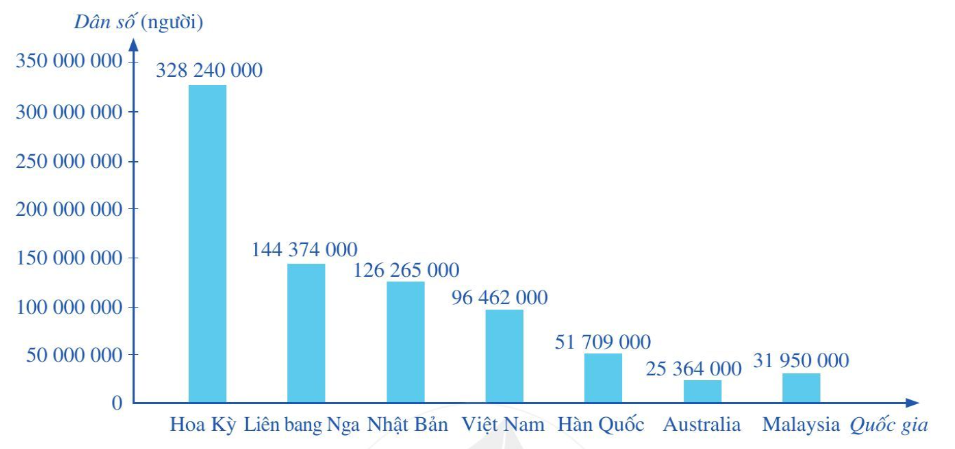 Dân số (người)
350 000 000
300 000 000
250 000 000
200 000 000
150 000 000
100 000 000
50 000 000
0
328 240 000
144 374 000
126 265 000
96 462 000
51 709 000
25 364 000
31 950 000
Hoa Kỳ Liên bang Nga Nhật Bản Việt Nam Hàn Quốc Australia Malaysia Quốc gia